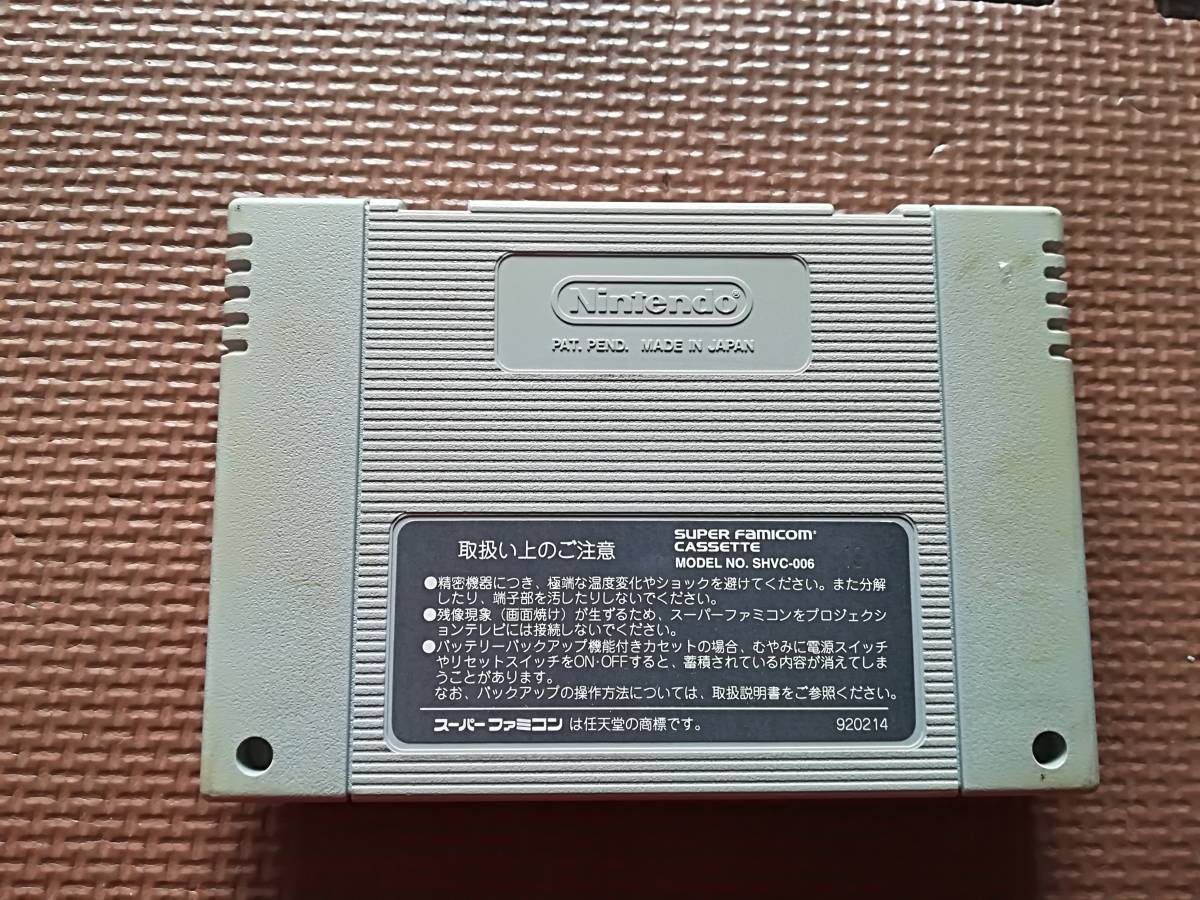 Nintendo®
PAT. PEND. MADE IN JAPAN
取扱い上のご注意
SUPER FAMICOM
CASSETTE
MODEL NO. SHVC-006
●精密機器につき、極端な温度変化やショックを避けてください。また分解
したり、端子部を汚したりしないでください。
●残像現象(画面焼け)が生ずるため、スーパーファミコンをプロジェクシ
ョンテレビには接続しないでください。
●バッテリーバックアップ機能付きカセットの場合、むやみに電源スイッチ
やリセットスイッチをON·OFFすると、蓄積されている内容が消えてしま
うことがあります。
なお、バックアップの操作方法については、取扱説明書をご参照ください。
スーパーファミコン は任天堂の商標です。
920214